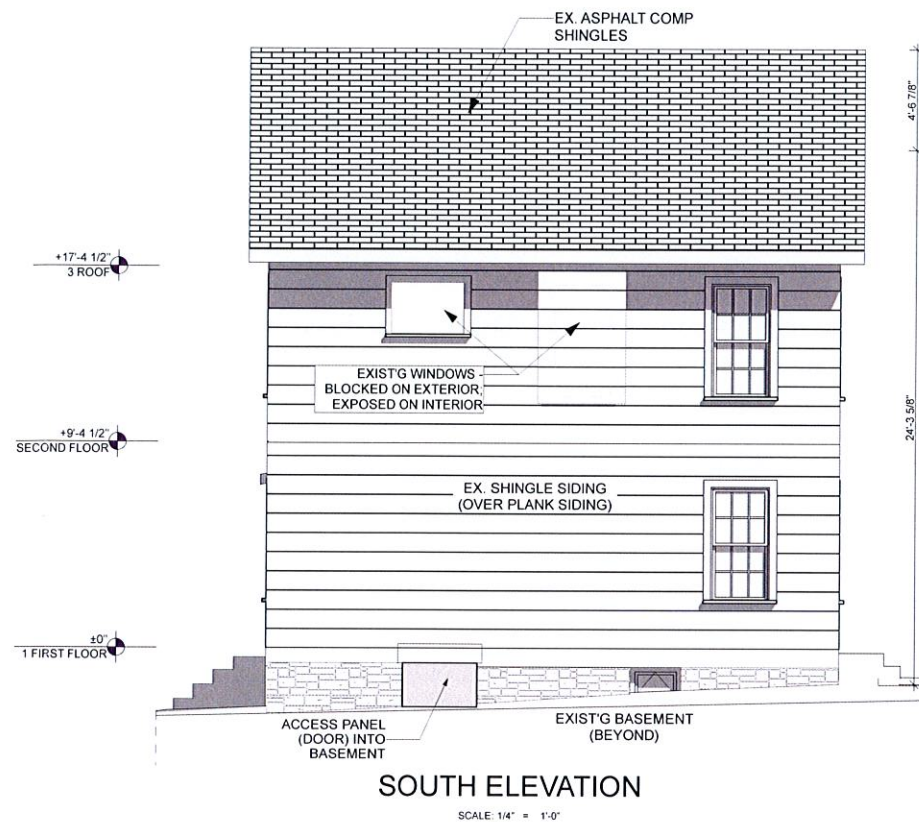 EX. ASPHALT COMP
SHINGLES
4'-6 7/8"
+17'-4 1/2"
3 ROOF
EXIST'G WINDOWS -
BLOCKED ON EXTERIOR;
EXPOSED ON INTERIOR
24'-3 5/8"
+9'-4 1/2"
SECOND FLOOR
EX. SHINGLE SIDING
(OVER PLANK SIDING)
±0"
1 FIRST FLOOR
ACCESS PANEL
(DOOR) INTO
BASEMENT
EXIST'G BASEMENT
(BEYOND)
SOUTH ELEVATION
SCALE: 1/4" = 1'-0"